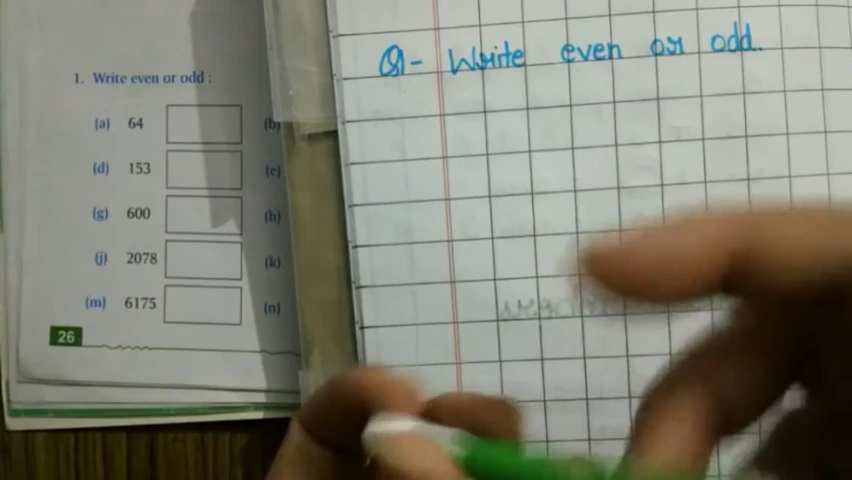 1. Write even or odd :
(a) 64 (b)
(d) 153 (e)
(g) 600 (h)
(j) 2078 (k)
(m) 6175 (n)
26
Q- Write even or odd.